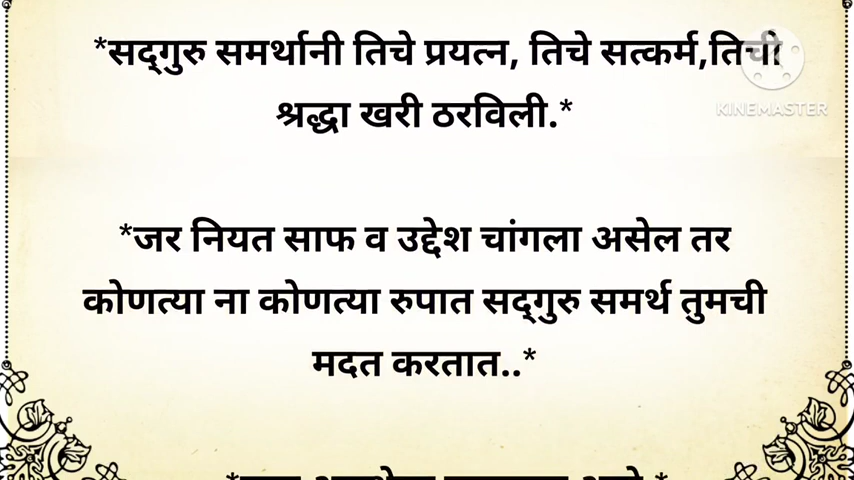 *सद्‌गुरु समर्थानी तिचे प्रयत्न, तिचे सत्कर्म,तिची
श्रद्धा खरी ठरविली.*
KINEMASTER
*जर नियत साफ व उद्देश चांगला असेल तर
कोणत्या ना कोणत्या रुपात सद्‌गुरु समर्थ तुमची
मदत करतात..*